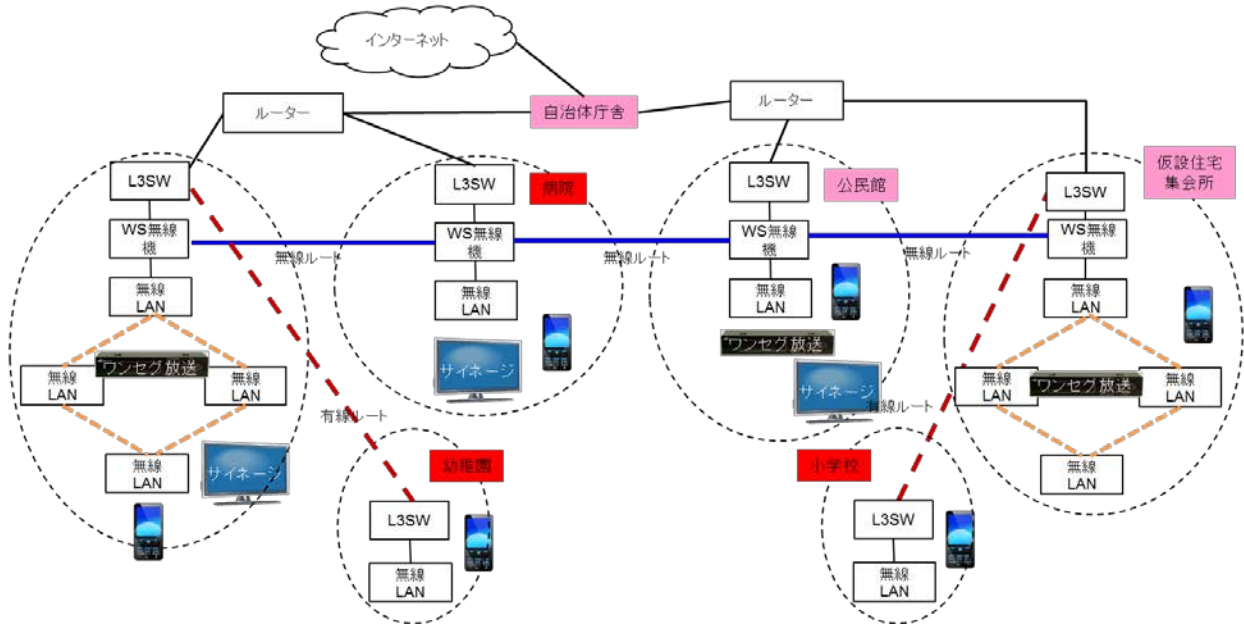 インターネット
ルーター
自治体庁舎
ルーター
L3SW
L3SW
病院
L3SW
公民館
仮設住宅
集会所
L3SW
WS無線
機
WS無線
機
WS無線
機
WS無線
機
無線ルート
無線ルート
無線ルート
無線
LAN
無線
LAN
無線
LAN
無線
LAN
ワンセグ放送
サイネージ
ワンセグ放送
サイネージ
無線
LAN
無線
LAN
無線
LAN
ワンセグ放送
無線
LAN
有線ルート
有線ルート
無線
LAN
サイネージ
幼稚園
小学校
無線
LAN
L3SW
L3SW
無線
LAN
無線
LAN